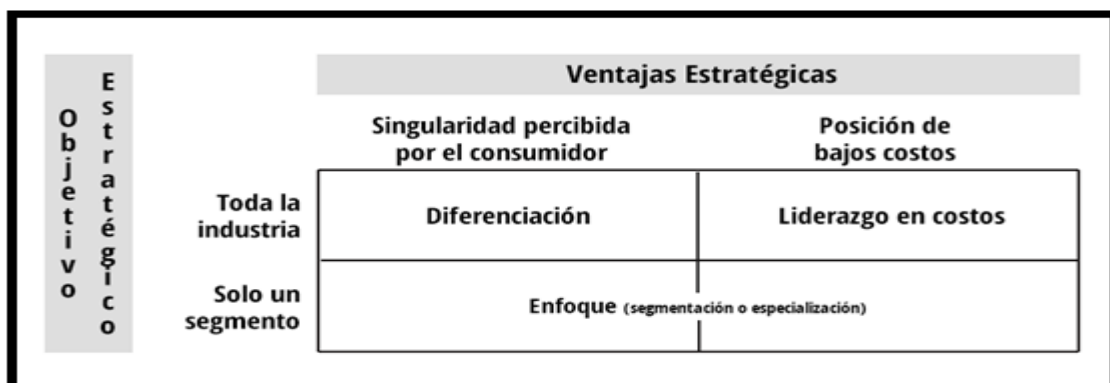 Objetivo
Estratégico
Ventajas Estratégicas
Singularidad percibida
por el consumidor
Posición de
bajos costos
Toda la
industria
Diferenciación
Liderazgo en costos
Solo un
segmento
Enfoque (segmentación o especialización)